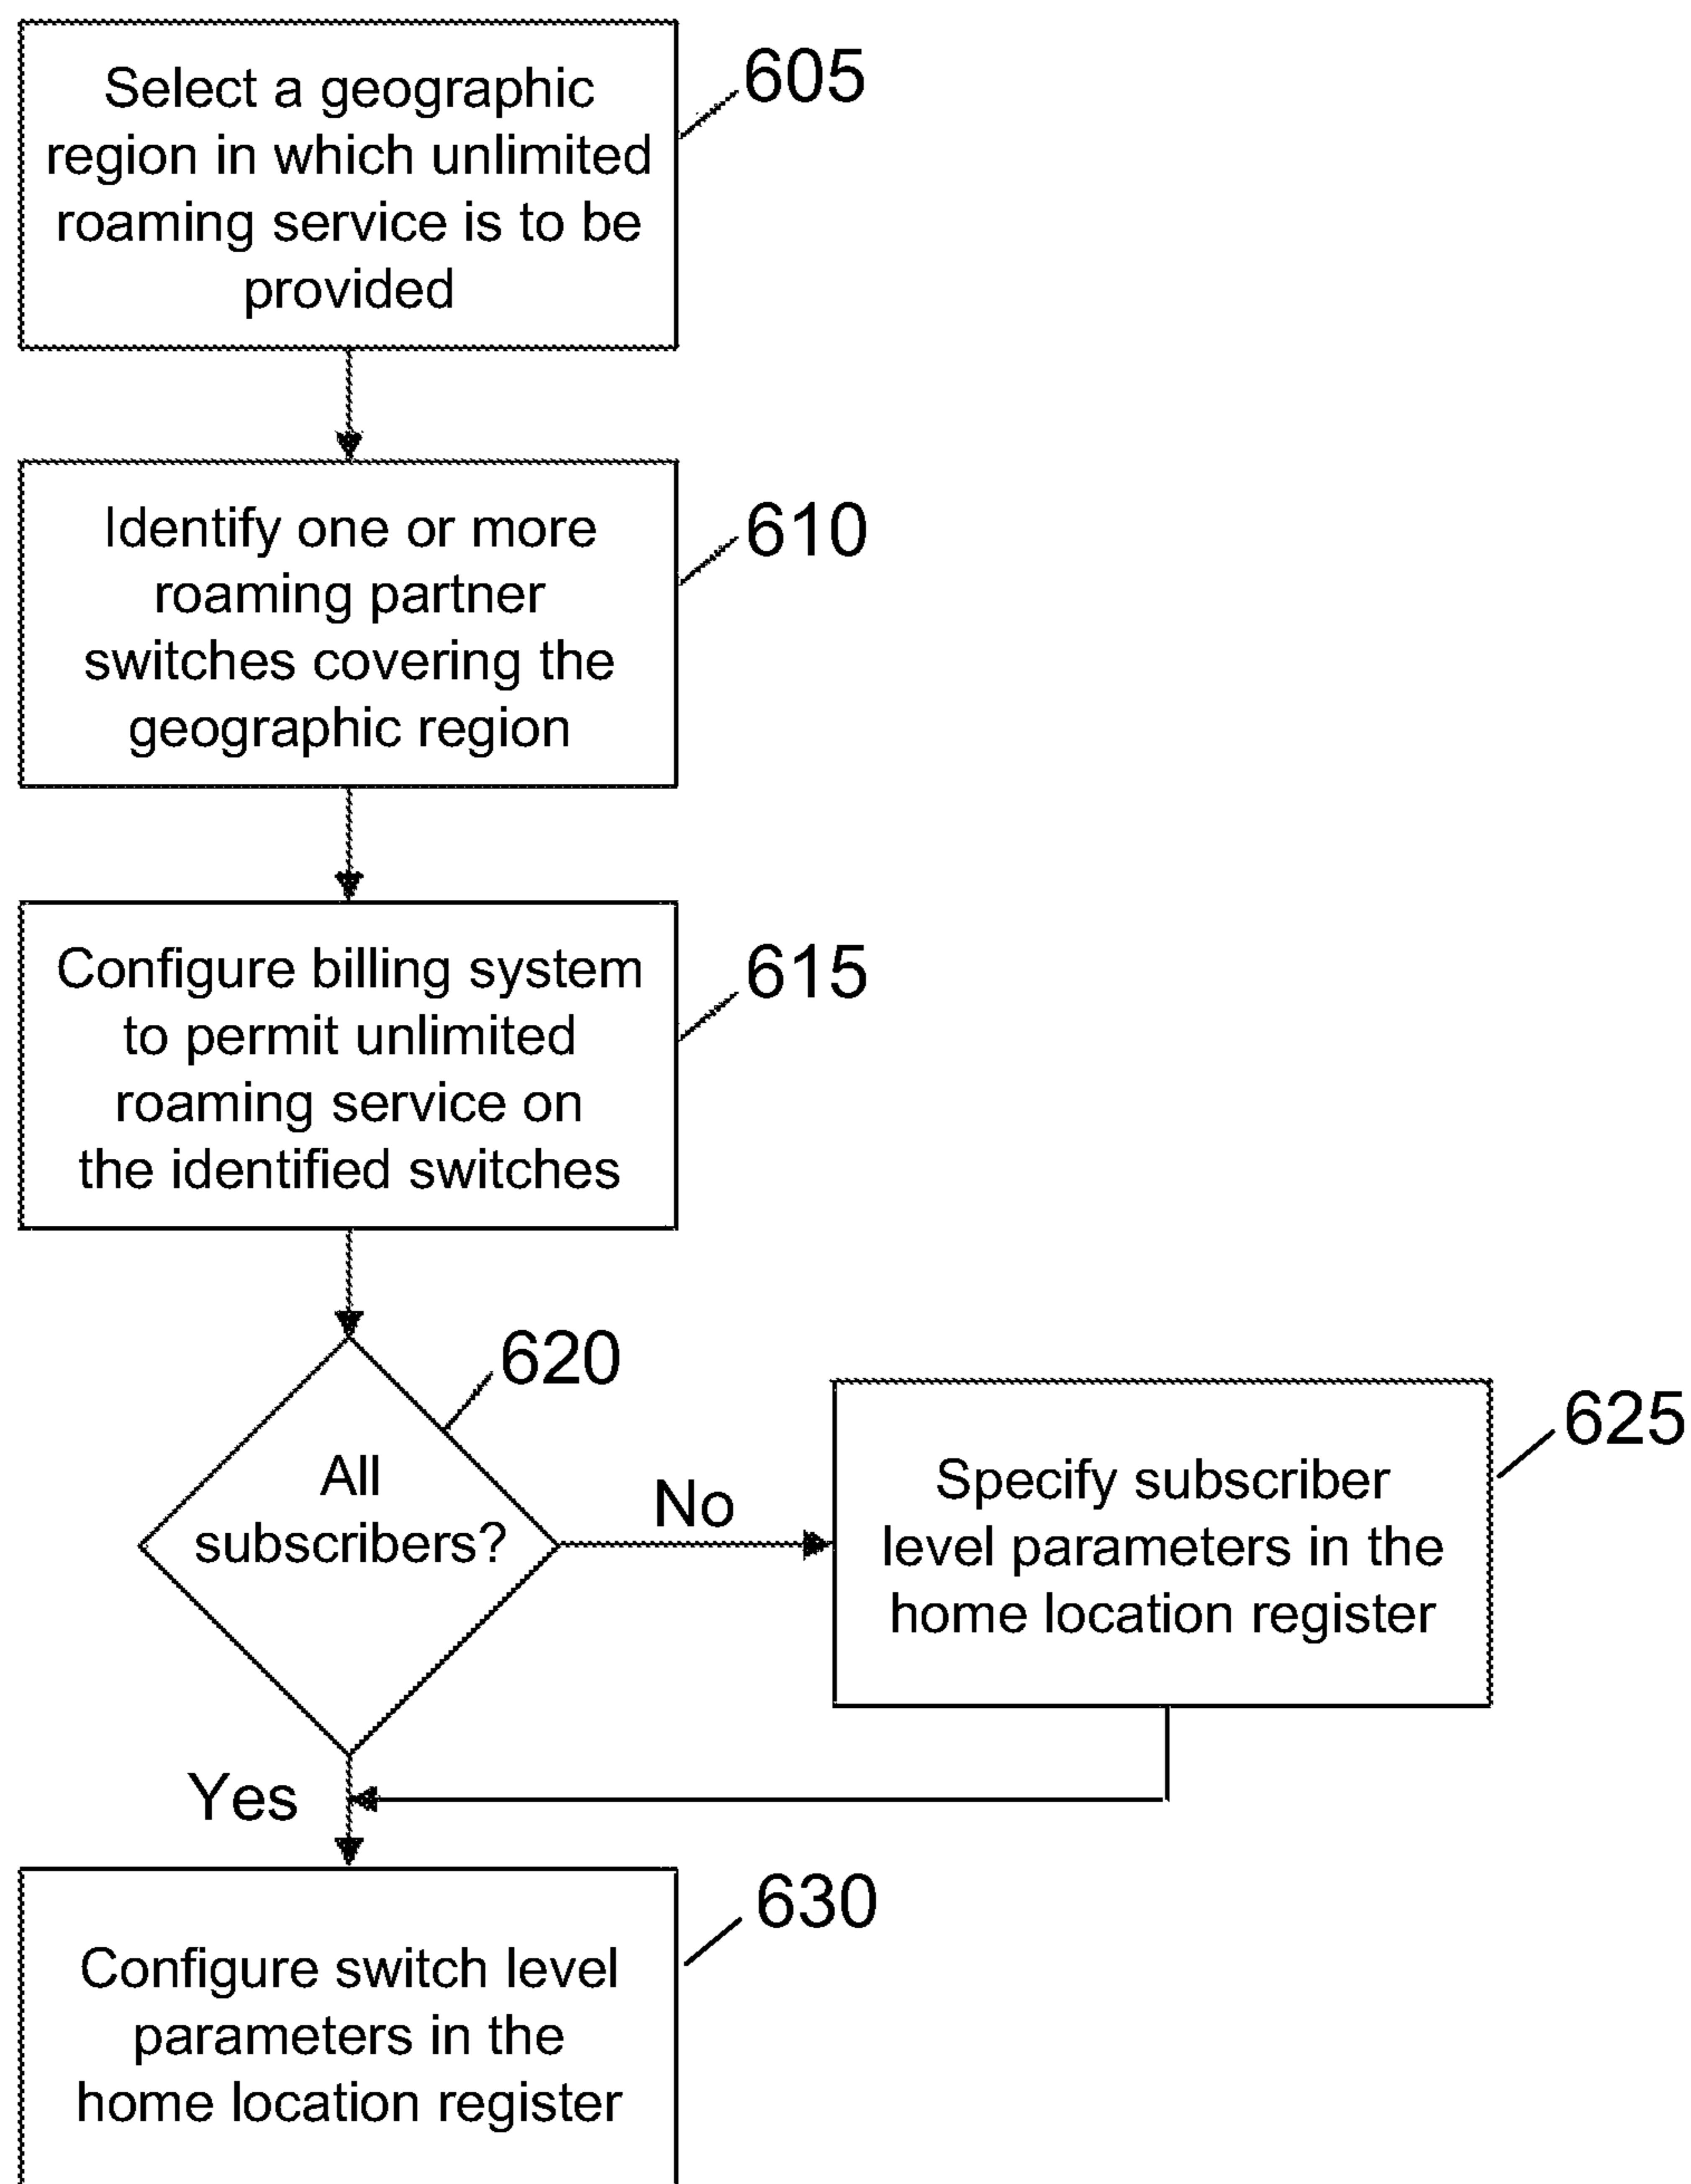 Select a geographic
region in which unlimited
roaming service is to be
provided
605
Identify one or more
roaming partner
switches covering the
geographic region
610
Configure billing system
to permit unlimited
roaming service on
the identified switches
615
All
subscribers?
620
No
Specify subscriber
level parameters in the
home location register
625
Yes
Configure switch level
parameters in the
home location register
630